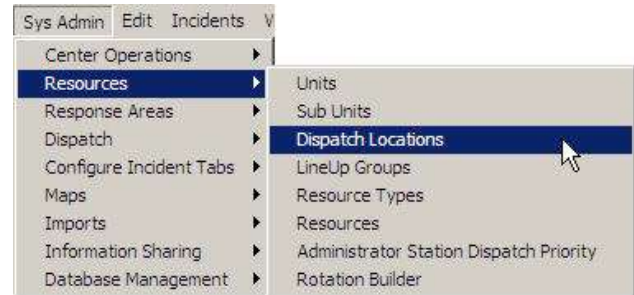 Sys Admin Edit Incidents
Center Operations
Resources
Response Areas
Dispatch
Configure Incident Tabs
Maps
Imports
Information Sharing
Database Management
Units
Sub Units
Dispatch Locations
LineUp Groups
Resource Types
Resources
Administrator Station Dispatch Priority
Rotation Builder